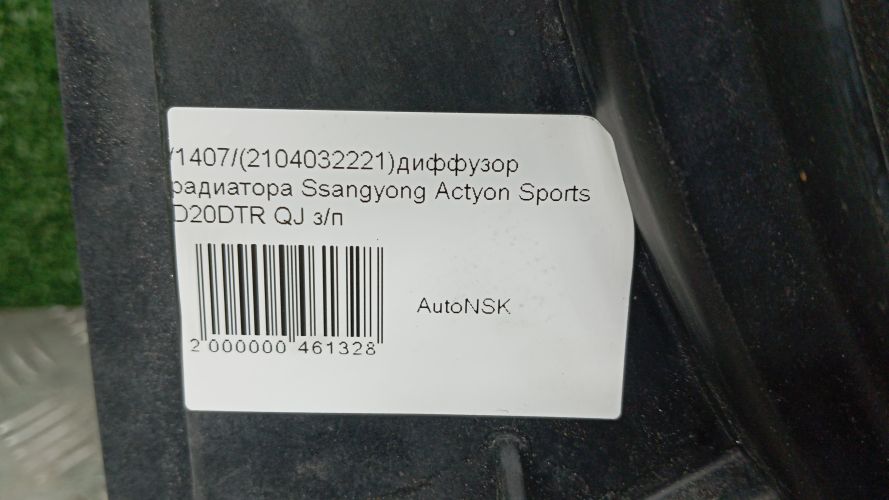 /1407/(2104032221)диффузор
радиатора Ssangyong Actyon Sports
D20DTR QJ з/п
AutoNSK
2 000000 461328